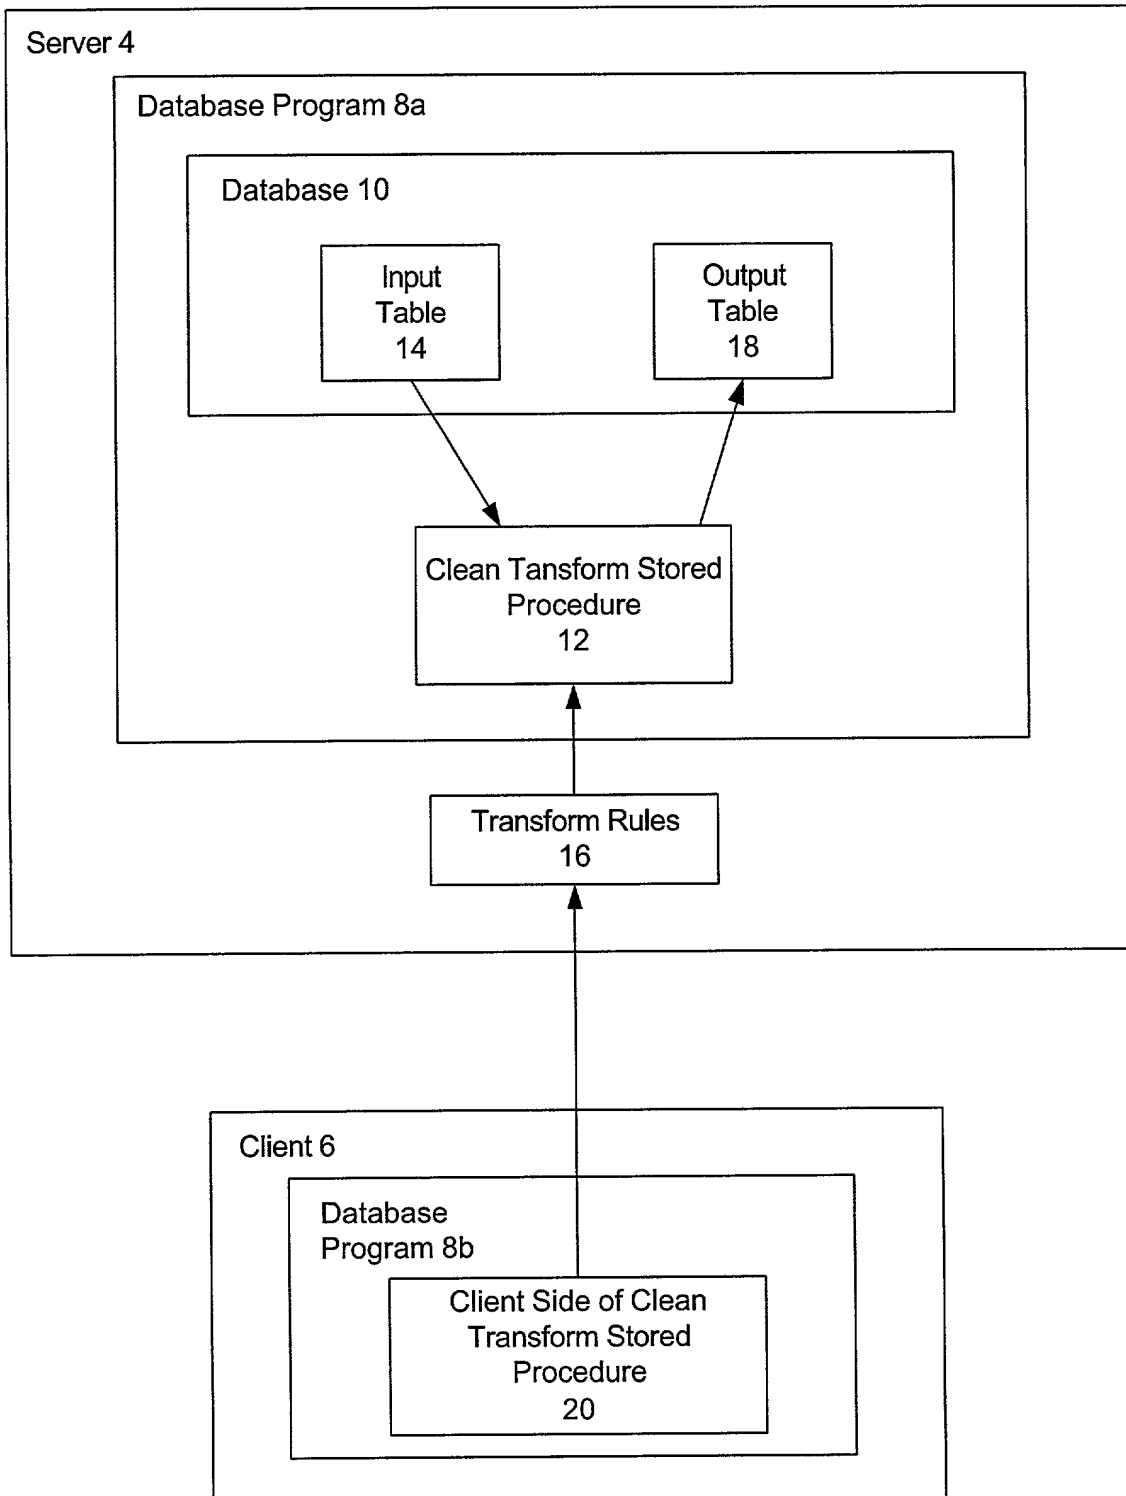 Server 4
Database Program 8a
Database 10
Input
Table
14
Output
Table
18
Clean Tansform Stored
Procedure
12
Transform Rules
16
Client 6
Database
Program 8b
Client Side of Clean
Transform Stored
Procedure
20